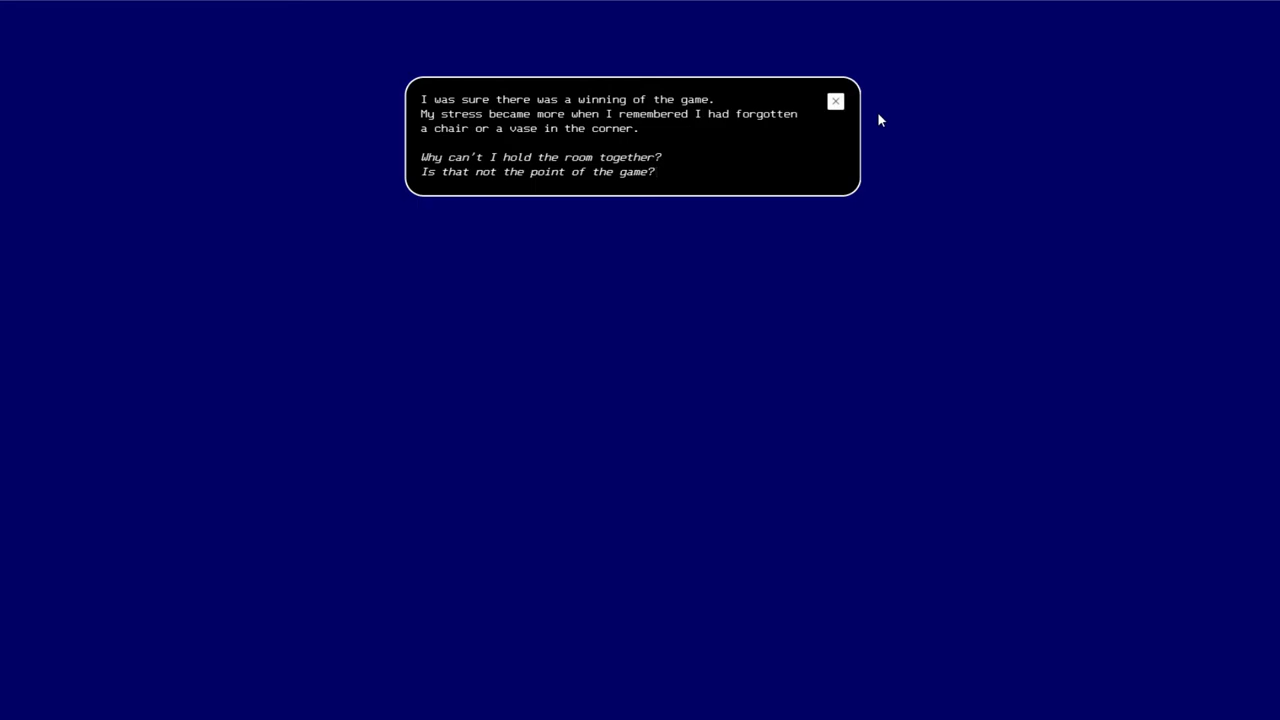 I was sure there was a winning of the game.
My stress became more when I remembered I had forgotten
a chair or a vase in the corner.
Why can't I hold the room together?
Is that not the point of the game?